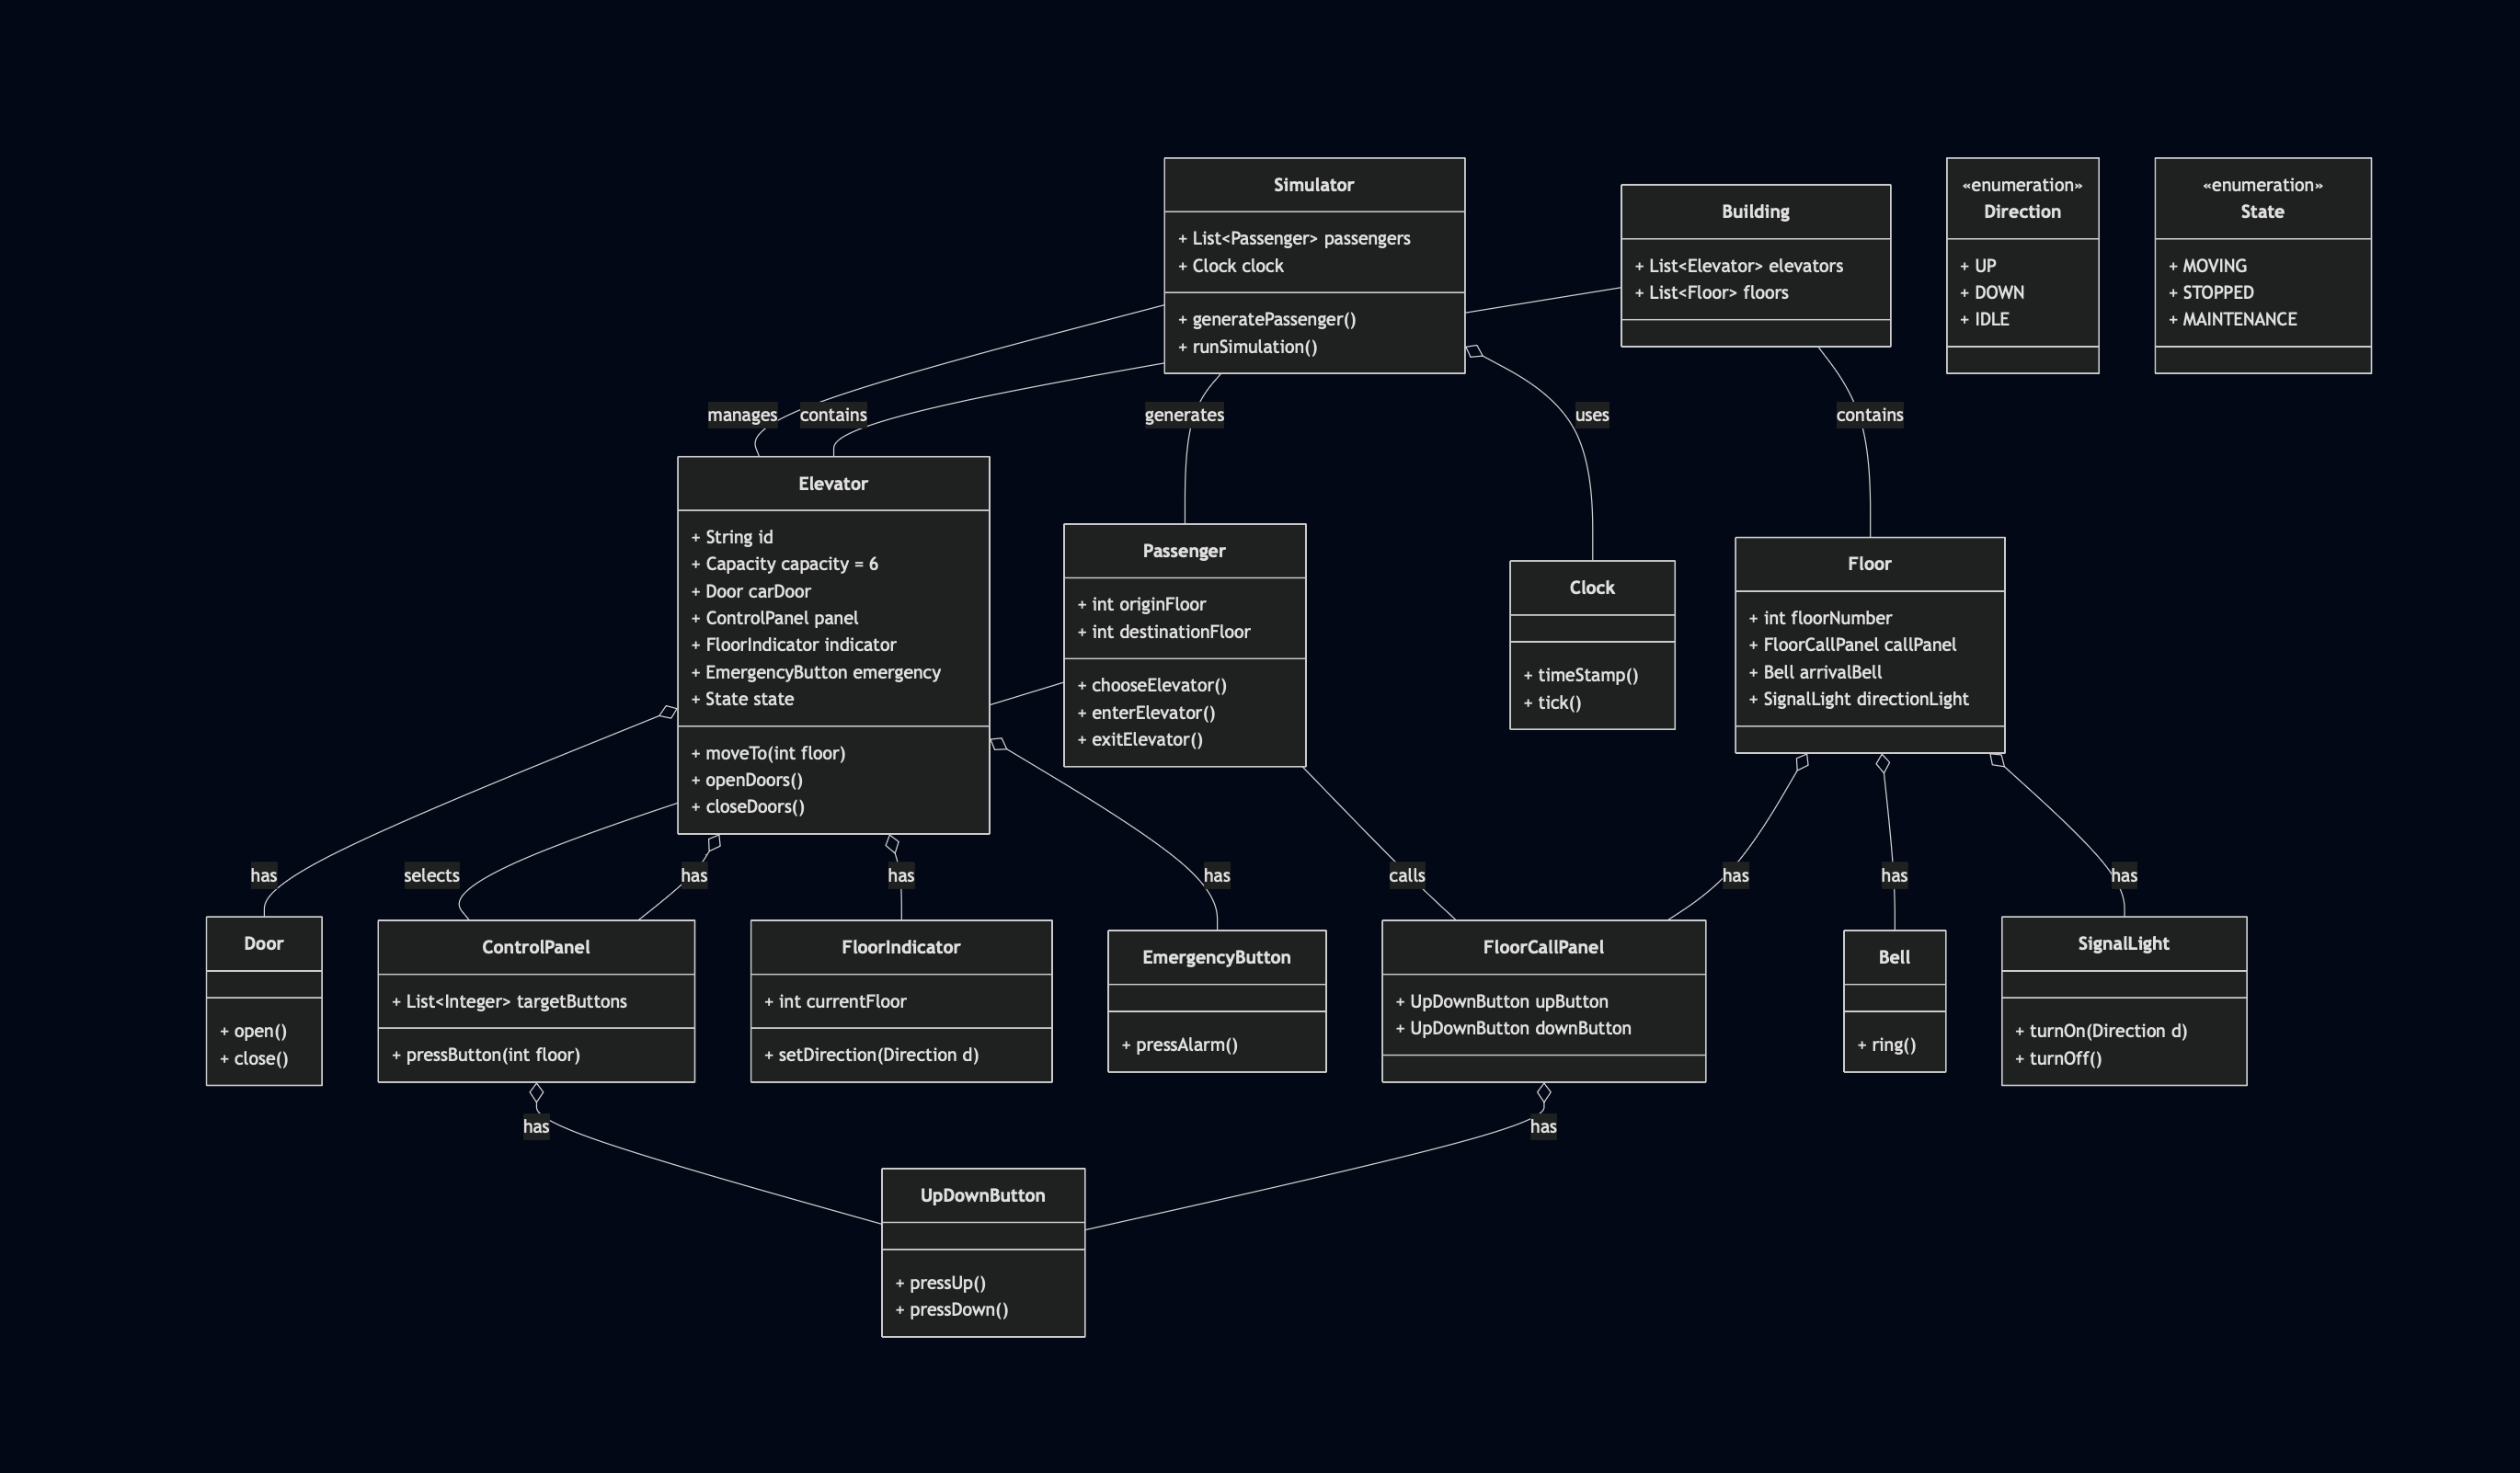 Simulator
+ List<Passenger> passengers
+ Clock clock
+ generatePassenger()
+ runSimulation()
Building
+ List<Elevator> elevators
+ List<Floor> floors
«enumeration»
Direction
+ UP
+ DOWN
+ IDLE
«enumeration»
State
+ MOVING
+ STOPPED
+ MAINTENANCE
manages
contains
generates
uses
contains
Elevator
+ String id
+ Capacity capacity = 6
+ Door carDoor
+ ControlPanel panel
+ FloorIndicator indicator
+ EmergencyButton emergency
+ State state
+ moveTo(int floor)
+ openDoors()
+ closeDoors()
Passenger
+ int originFloor
+ int destinationFloor
+ chooseElevator()
+ enterElevator()
+ exitElevator()
Clock
+ timeStamp()
+ tick()
Floor
+ int floorNumber
+ FloorCallPanel callPanel
+ Bell arrivalBell
+ SignalLight directionLight
has
selects
has
has
has
calls
has
has
has
Door
+ open()
+ close()
ControlPanel
+ List<Integer> targetButtons
+ pressButton(int floor)
FloorIndicator
+ int currentFloor
+ setDirection(Direction d)
EmergencyButton
+ pressAlarm()
FloorCallPanel
+ UpDownButton upButton
+ UpDownButton downButton
Bell
+ ring()
SignalLight
+ turnOn(Direction d)
+ turnOff()
has
has
UpDownButton
+ pressUp()
+ pressDown()